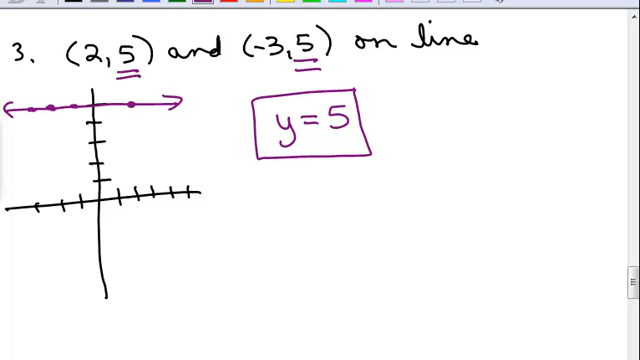 3. (2, 5) and (-3, 5) on line
y = 5